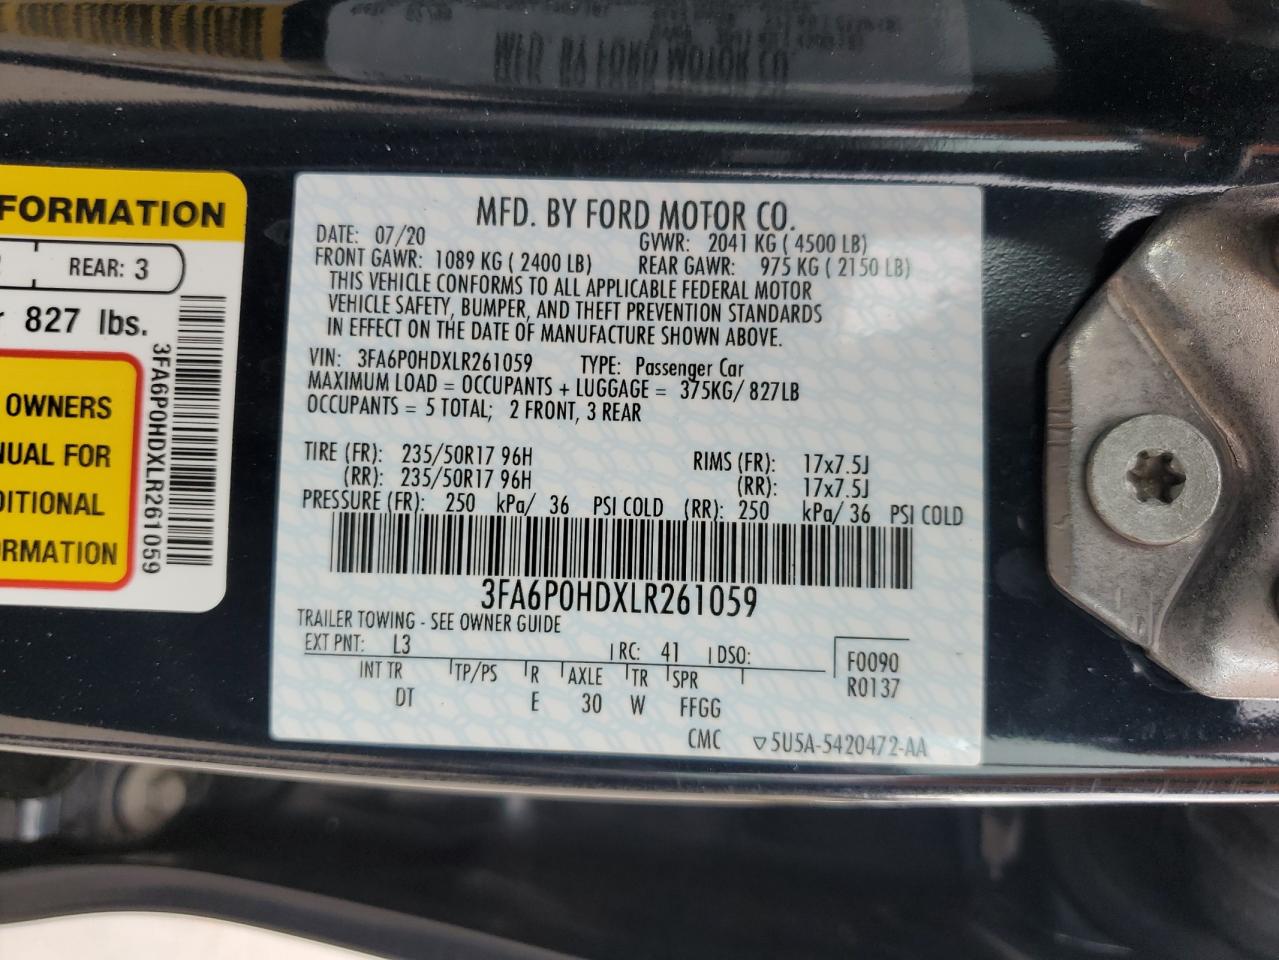 FORMATION
REAR: 3
827 lbs.
OWNERS
NUAL FOR
DITIONAL
ORMATION
3FA6P0HDXLR261059
MFD. BY FORD MOTOR CO.
DATE: 07/20 GVWR: 2041 KG ( 4500 LB)
FRONT GAWR: 1089 KG ( 2400 LB) REAR GAWR: 975 KG ( 2150 LB)
THIS VEHICLE CONFORMS TO ALL APPLICABLE FEDERAL MOTOR
VEHICLE SAFETY, BUMPER, AND THEFT PREVENTION STANDARDS
IN EFFECT ON THE DATE OF MANUFACTURE SHOWN ABOVE.
VIN: 3FA6P0HDXLR261059 TYPE: Passenger Car
MAXIMUM LOAD = OCCUPANTS + LUGGAGE = 375KG/ 827LB
OCCUPANTS = 5 TOTAL; 2 FRONT, 3 REAR
TIRE (FR): 235/50R17 96H RIMS (FR): 17x7.5J
(RR): 235/50R17 96H (RR): 17x7.5J
PRESSURE (FR): 250 kPa/ 36 PSI COLD (RR): 250 kPa/ 36 PSI COLD
3FA6P0HDXLR261059
TRAILER TOWING - SEE OWNER GUIDE
EXT PNT: L3 RC: 41 DSO:
INT TR TP/PS R AXLE TR SPR
DT E 30 W FFGG
F0090
R0137
CMC ▽5U5A-5420472-AA